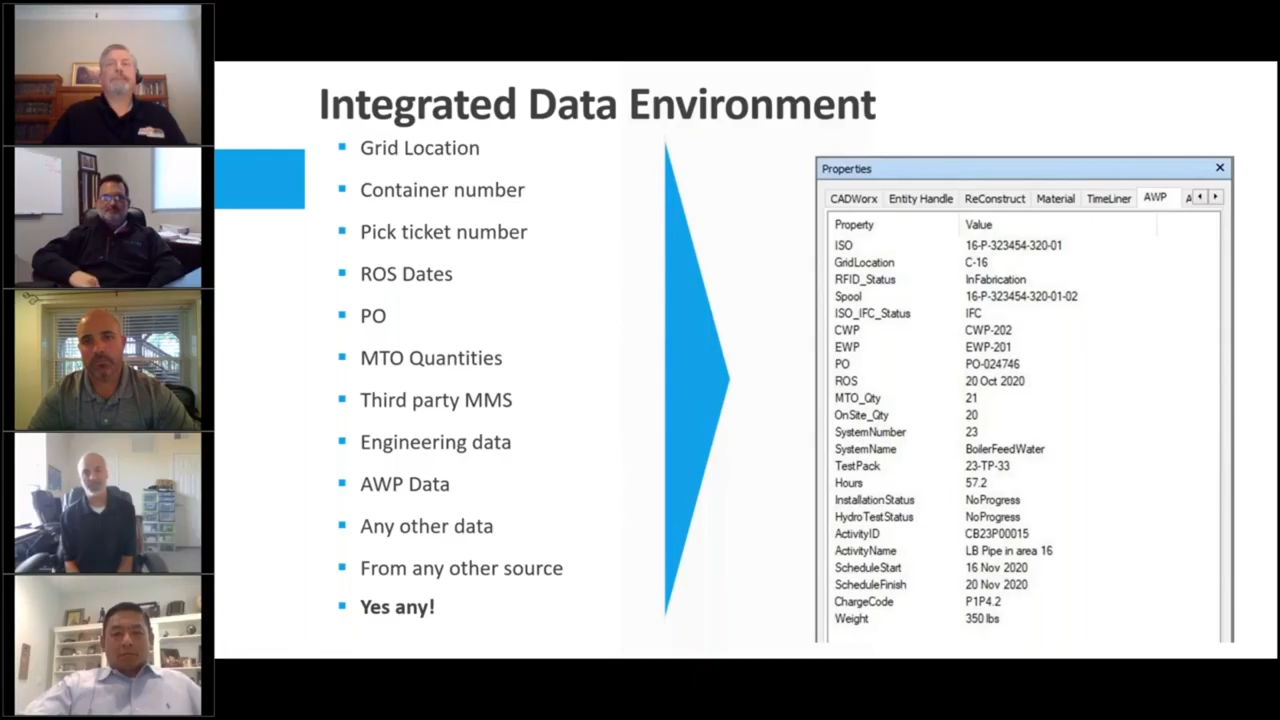 Integrated Data Environment
Grid Location
Container number
Pick ticket number
ROS Dates
PO
MTO Quantities
Third party MMS
Engineering data
AWP Data
Any other data
From any other source
Yes any!
Properties
CADWorx Entity Handle ReConstruct Material TimeLiner AWP A
Property Value
ISO 16-P-323454-320-01
GridLocation C-16
RFID_Status InFabrication
Spool 16-P-323454-320-01-02
ISO_IFC_Status IFC
CWP CWP-202
EWP EWP-201
PO PO-024746
ROS 20 Oct 2020
MTO_Qty 21
OnSite_Qty 20
SystemNumber 23
SystemName BoilerFeedWater
TestPack 23-TP-33
Hours 57.2
InstallationStatus NoProgress
HydroTestStatus NoProgress
ActivityID CB23P00015
ActivityName LB Pipe in area 16
ScheduleStart 16 Nov 2020
ScheduleFinish 20 Nov 2020
ChargeCode P1P4.2
Weight 350 lbs